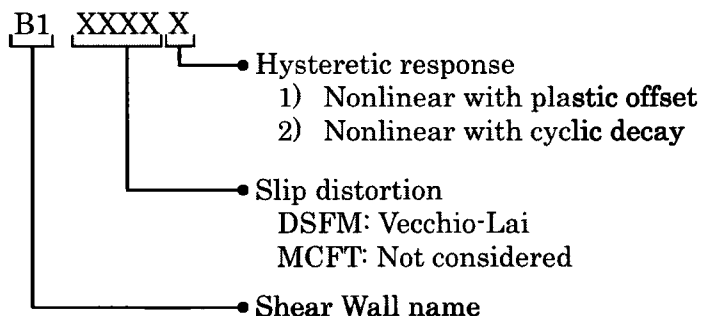 B1 XXXX X
Hysteretic response
1) Nonlinear with plastic offset
2) Nonlinear with cyclic decay
Slip distortion
DSFM: Vecchio-Lai
MCFT: Not considered
Shear Wall name